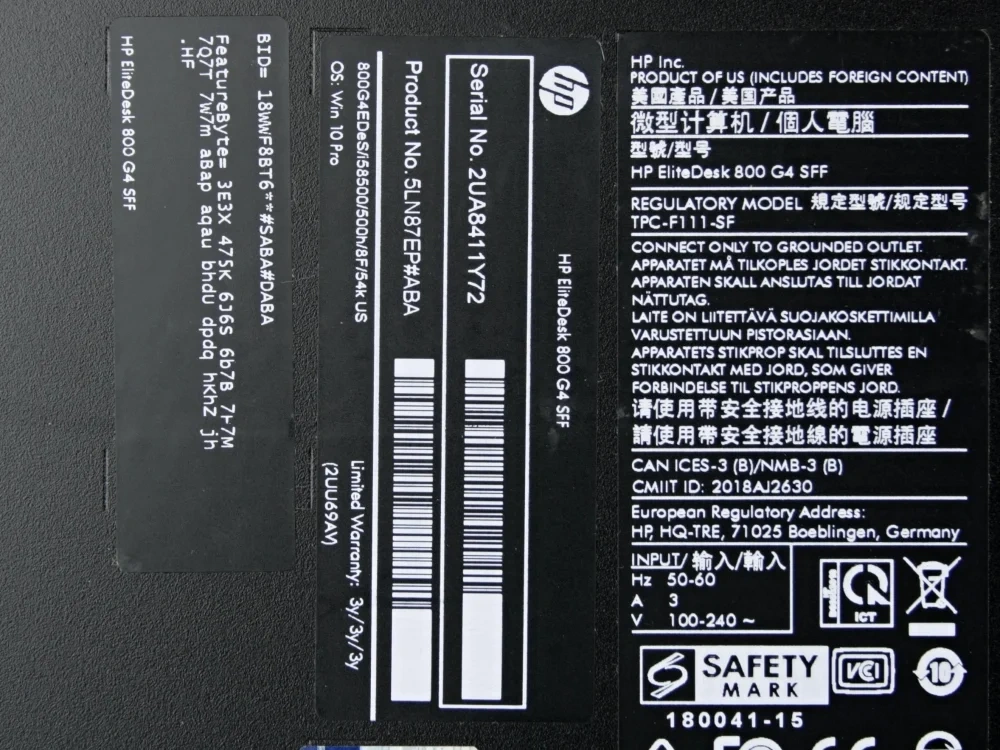 BID= 18WWF8BT6**#SABA#DABA
FeatureByte= 3E3X 475K 6J6S 6b7B 7M
7Q7T 7W7m aBap aqau bhdU dpdq hKhZ jh
.HF
HP EliteDesk 800 G4 SFF
hp
HP EliteDesk 800 G4 SFF
Serial No. 2UA8411Y72
Product No. 5LN87EP#ABA
800G4EDeS/i58500/500h/8F/54k US
OS: Win 10 Pro
Limited Warranty: 3y/3y/3y
(2UU69AV)
HP Inc.
PRODUCT OF US (INCLUDES FOREIGN CONTENT)
美國產品 / 美国产品
微型计算机 / 個人電腦
型號/型号
HP EliteDesk 800 G4 SFF
REGULATORY MODEL 規定型號/规定型号
TPC-F111-SF
CONNECT ONLY TO GROUNDED OUTLET.
APPARATET MÅ TILKOPLES JORDET STIKKONTAKT.
APPARATEN SKALL ANSLUTAS TILL JORDAT
NÄTTUTAG.
LAITE ON LIITETTÄVÄ SUOJAKOSKETTIMILLA
VARUSTETTUUN PISTORASIAAN.
APPARATETS STIKPROP SKAL TILSLUTTES EN
STIKKONTAKT MED JORD, SOM GIVER
FORBINDELSE TIL STIKPROPPENS JORD.
请使用带安全接地线的电源插座 /
請使用帶安全接地線的電源插座
CAN ICES-3 (B)/NMB-3 (B)
CMIIT ID: 2018AJ2630
European Regulatory Address:
HP, HQ-TRE, 71025 Boeblingen, Germany
INPUT/ 输入/輸入
Hz 50-60
A 3
V 100-240 ~
ICT
SAFETY
MARK
180041-15
VCI
10